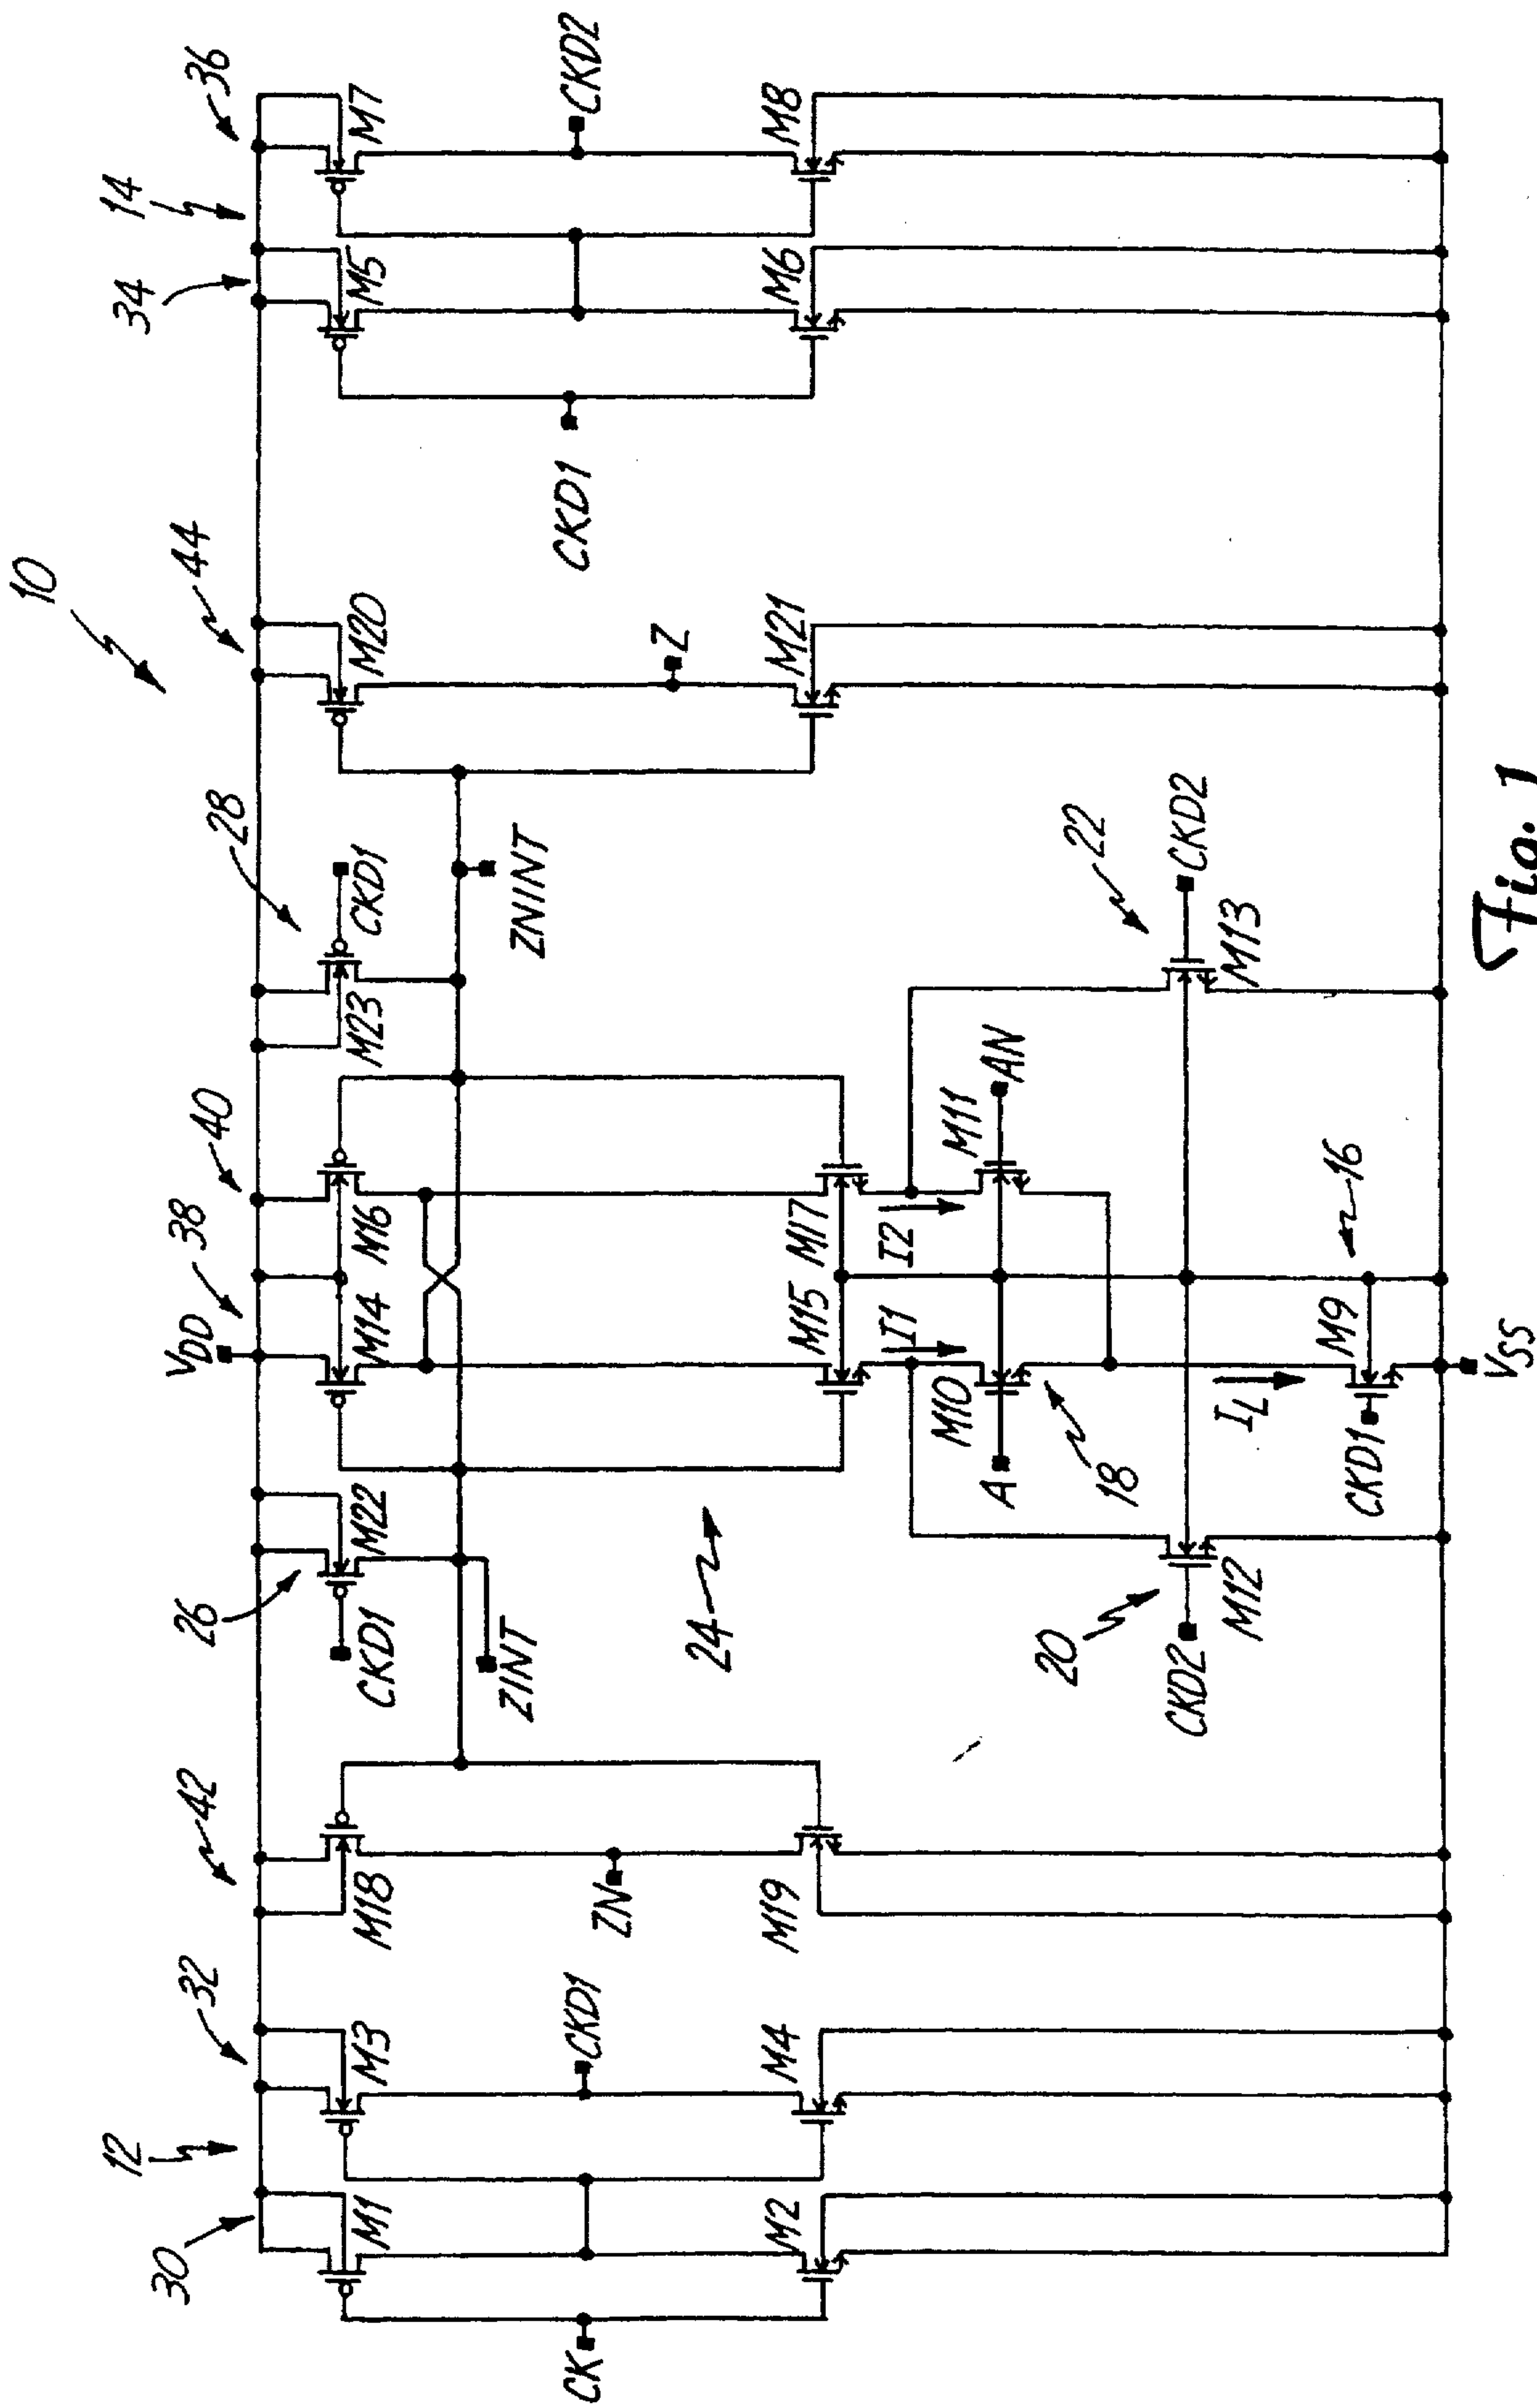 10
30
12
32
42
26
38
40
28
44
34
14
36
VDD
M1
M3
M18
M22
M14
M16
M23
M20
M5
M7
CKD1
CKD1
CK
CKD1
ZN
ZINT
ZNINT
Z
CKD1
CKD2
24
M2
M4
M19
M15
M17
M21
M6
M8
I1
I2
A
M10
M11
AN
18
20
22
CKD2
M12
M13
CKD2
IL
16
CKD1
M9
VSS
Fig. 1